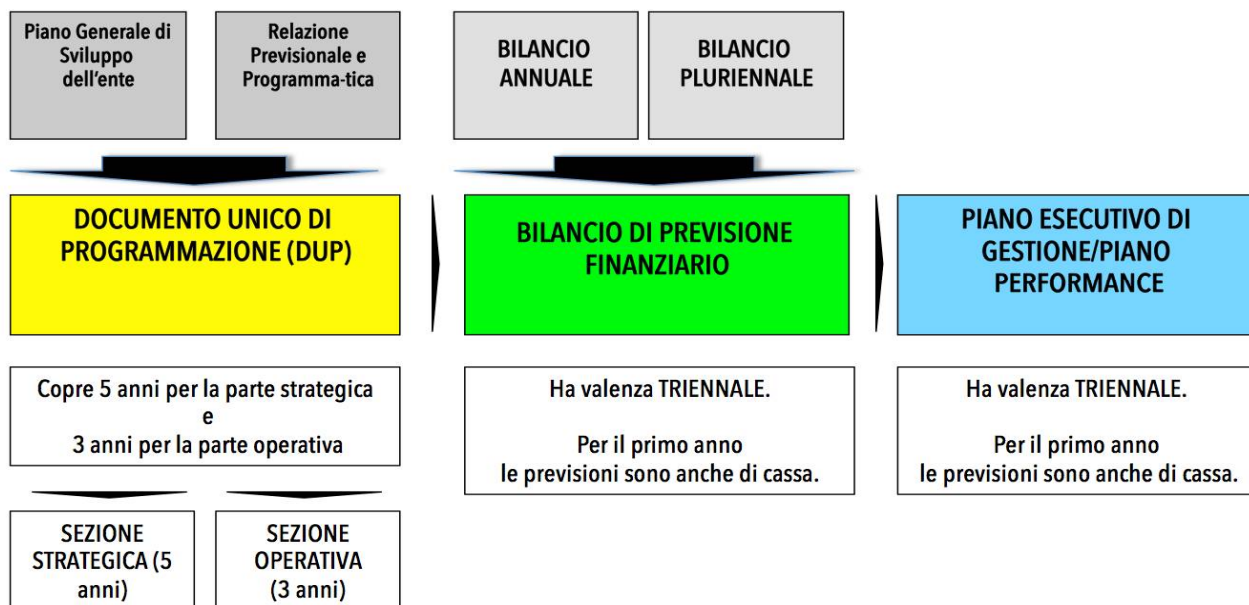 Piano Generale di
Sviluppo
dell'ente
Relazione
Previsionale e
Programma-tica
BILANCIO
ANNUALE
BILANCIO
PLURIENNALE
DOCUMENTO UNICO DI
PROGRAMMAZIONE (DUP)
BILANCIO DI PREVISIONE
FINANZIARIO
PIANO ESECUTIVO DI
GESTIONE/PIANO
PERFORMANCE
Copre 5 anni per la parte strategica
e
3 anni per la parte operativa
Ha valenza TRIENNALE.
Per il primo anno
le previsioni sono anche di cassa.
Ha valenza TRIENNALE.
Per il primo anno
le previsioni sono anche di cassa.
SEZIONE
STRATEGICA (5
anni)
SEZIONE
OPERATIVA
(3 anni)